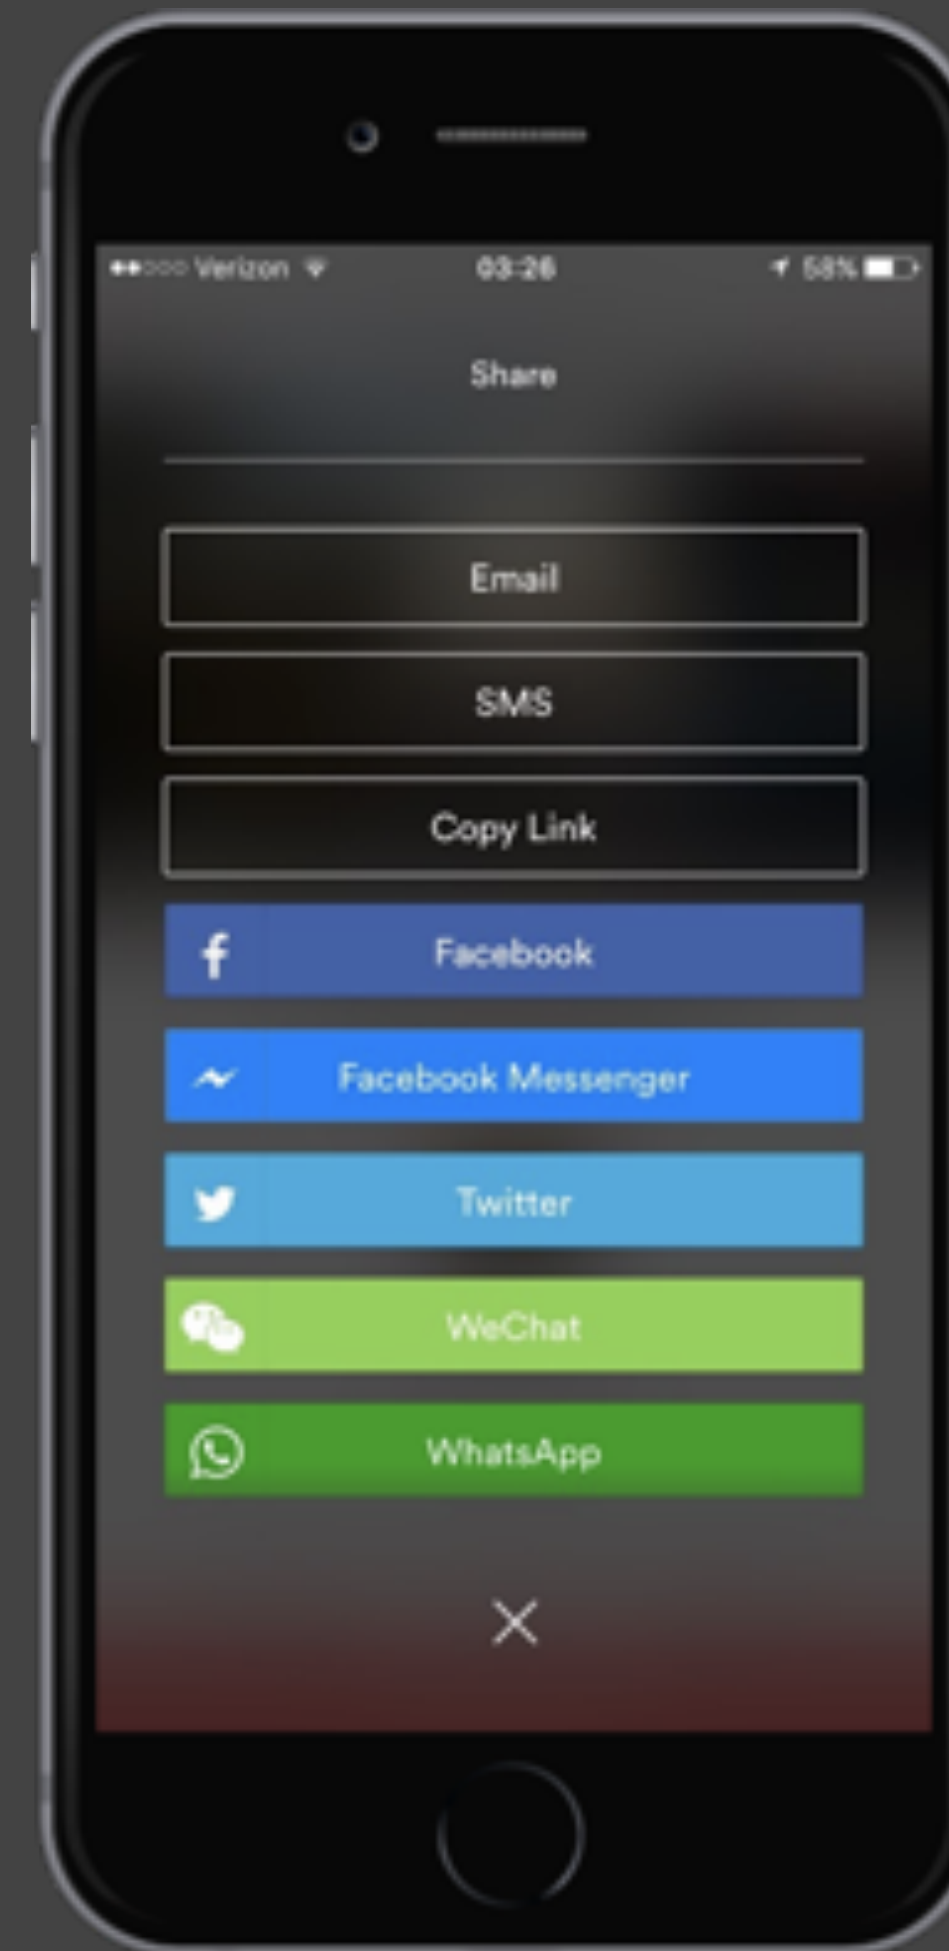 Verizon 03:26 58%
Share
Email
SMS
Copy Link
Facebook
Facebook Messenger
Twitter
WeChat
WhatsApp